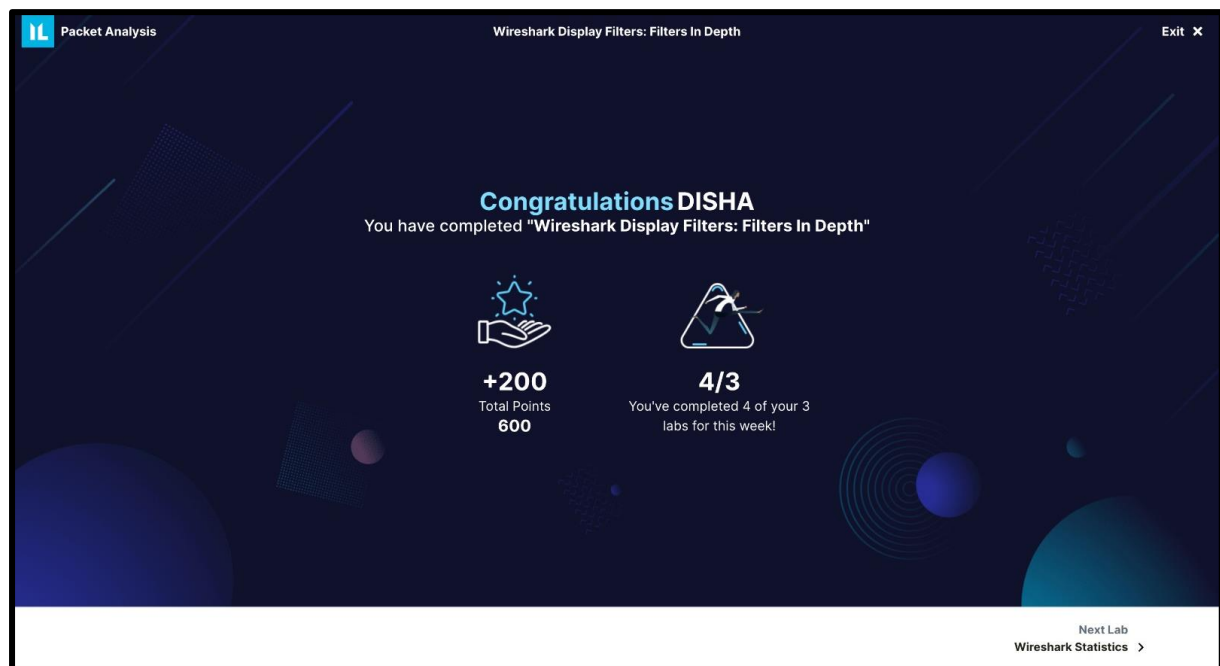 IL Packet Analysis
Wireshark Display Filters: Filters In Depth
Exit ×
Congratulations DISHA
You have completed "Wireshark Display Filters: Filters In Depth"
+200
Total Points
600
4/3
You've completed 4 of your 3
labs for this week!
Next Lab
Wireshark Statistics >